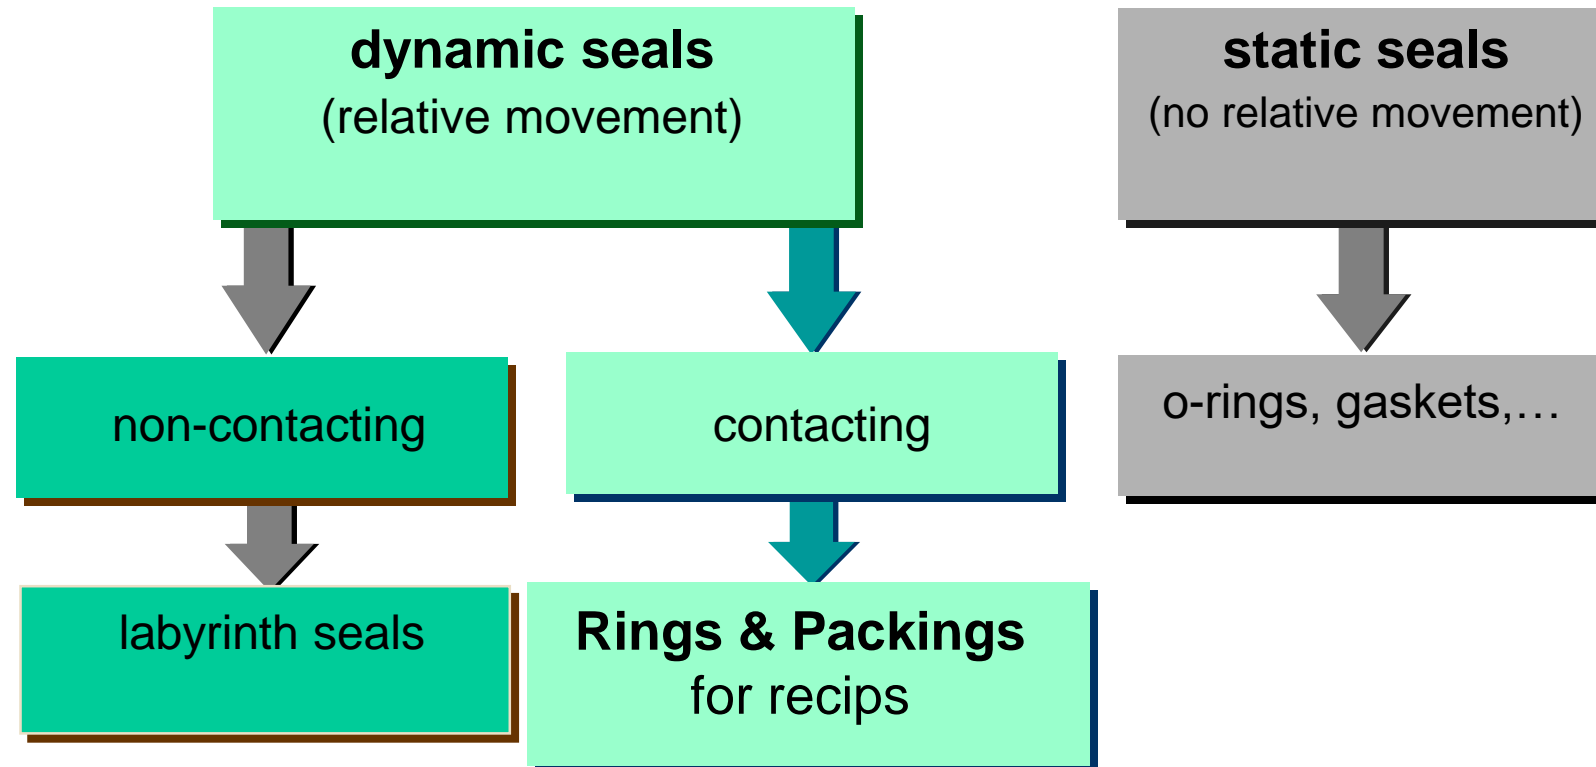 dynamic seals
(relative movement)
static seals
(no relative movement)
non-contacting
contacting
o-rings, gaskets,…
labyrinth seals
Rings & Packings
for recips